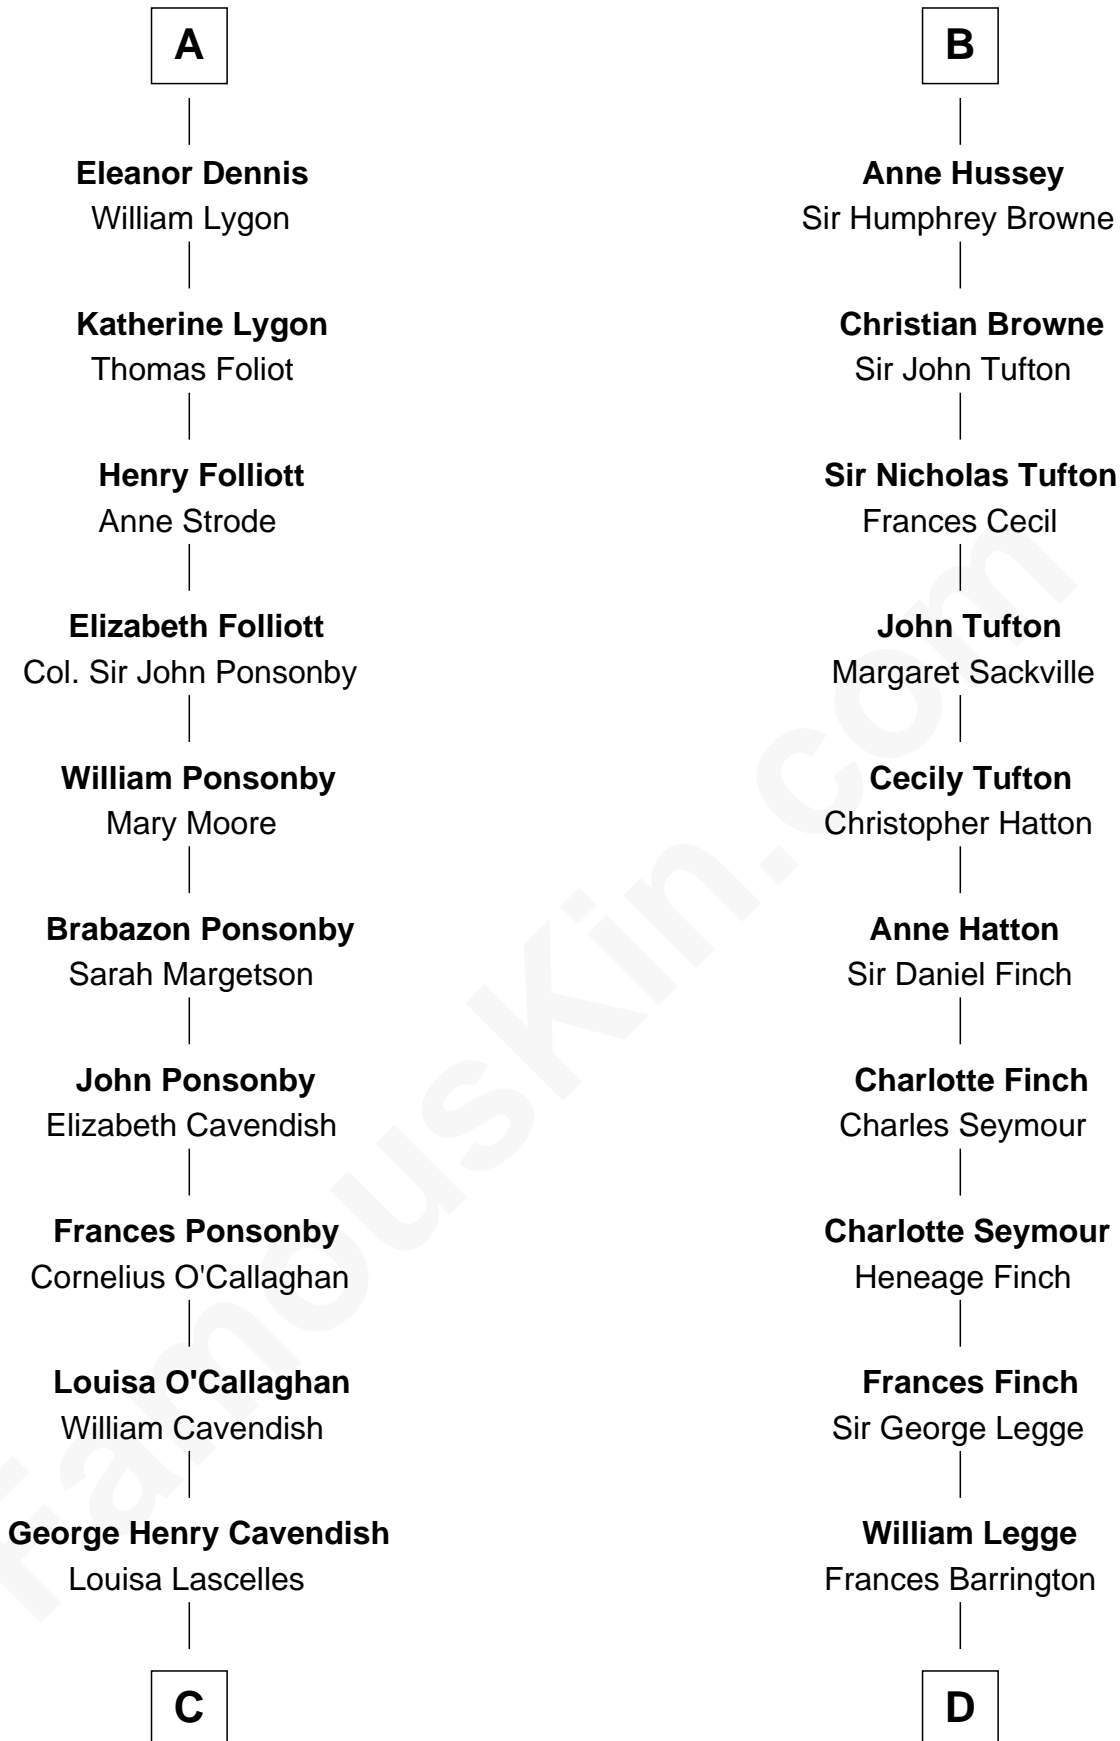 A
Eleanor Dennis
William Lygon
Katherine Lygon
Thomas Foliot
Henry Folliott
Anne Strode
Elizabeth Folliott
Col. Sir John Ponsonby
William Ponsonby
Mary Moore
Brabazon Ponsonby
Sarah Margetson
John Ponsonby
Elizabeth Cavendish
Frances Ponsonby
Cornelius O'Callaghan
Louisa O'Callaghan
William Cavendish
George Henry Cavendish
Louisa Lascelles
C
B
Anne Hussey
Sir Humphrey Browne
Christian Browne
Sir John Tufton
Sir Nicholas Tufton
Frances Cecil
John Tufton
Margaret Sackville
Cecily Tufton
Christopher Hatton
Anne Hatton
Sir Daniel Finch
Charlotte Finch
Charles Seymour
Charlotte Seymour
Heneage Finch
Frances Finch
Sir George Legge
William Legge
Frances Barrington
D
FamousKin.com